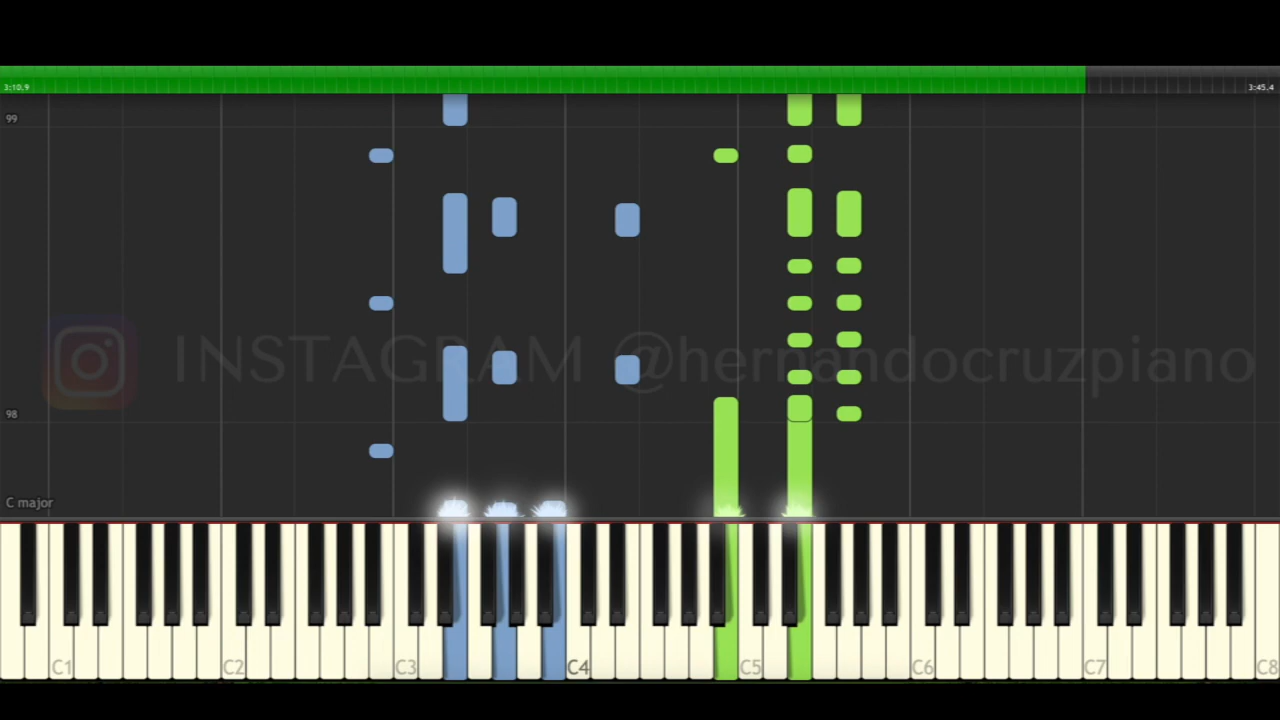 3:10.9
3:45.4
99
INSTAGRAM @hernandocruzpiano
98
C major
C1 C2 C3 C4 C5 C6 C7 C8